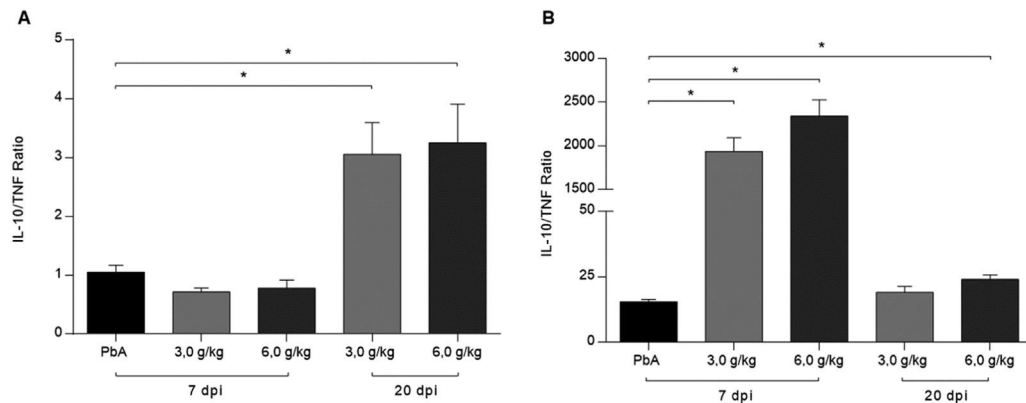 A
IL-10/TNF Ratio
5
4
3
2
1
0
*
*
PbA 3,0 g/kg 6,0 g/kg 3,0 g/kg 6,0 g/kg
7 dpi 20 dpi
B
IL-10/TNF Ratio
3000
2500
2000
1500
50
25
0
*
*
*
PbA 3,0 g/kg 6,0 g/kg 3,0 g/kg 6,0 g/kg
7 dpi 20 dpi